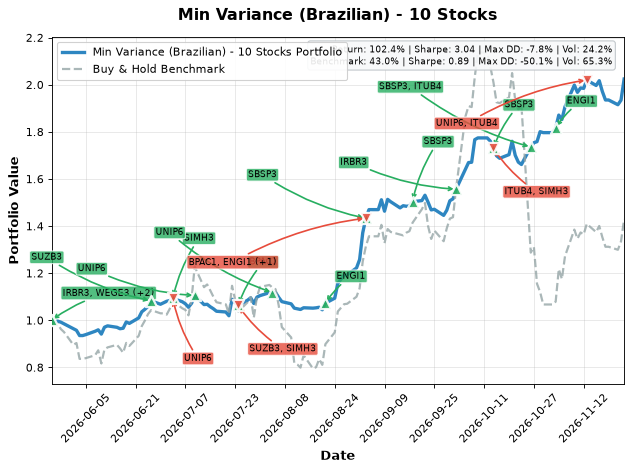 Min Variance (Brazilian) - 10 Stocks
Min Variance (Brazilian) - 10 Stocks Portfolio
Buy & Hold Benchmark
urn: 102.4% | Sharpe: 3.04 | Max DD: -7.8% | Vol: 24.2%
Benchmark: 43.0% | Sharpe: 0.89 | Max DD: -50.1% | Vol: 65.3%
Portfolio Value
2.2
2.0
1.8
1.6
1.4
1.2
1.0
0.8
SBSP3, ITUB4
SBSP3
ENGI1
UNIP6, ITUB4
SBSP3
IRBR3
SBSP3
ITUB4, SIMH3
UNIP6
SIMH3
SUZB3
UNIP6
BPAC1, ENGI1 (+1)
ENGI1
IRBR3, WEGE3 (+2)
UNIP6
SUZB3, SIMH3
2026-06-05
2026-06-21
2026-07-07
2026-07-23
2026-08-08
2026-08-24
2026-09-09
2026-09-25
2026-10-11
2026-10-27
2026-11-12
Date